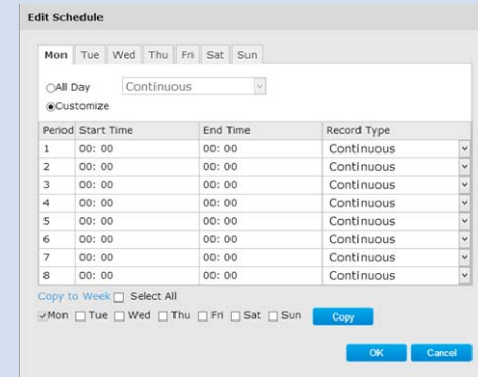 Edit Schedule
Mon Tue Wed Thu Fri Sat Sun
All Day Continuous
Customize
Period Start Time End Time Record Type
1 00: 00 00: 00 Continuous
2 00: 00 00: 00 Continuous
3 00: 00 00: 00 Continuous
4 00: 00 00: 00 Continuous
5 00: 00 00: 00 Continuous
6 00: 00 00: 00 Continuous
7 00: 00 00: 00 Continuous
8 00: 00 00: 00 Continuous
Copy to Week Select All
Mon Tue Wed Thu Fri Sat Sun Copy
OK Cancel